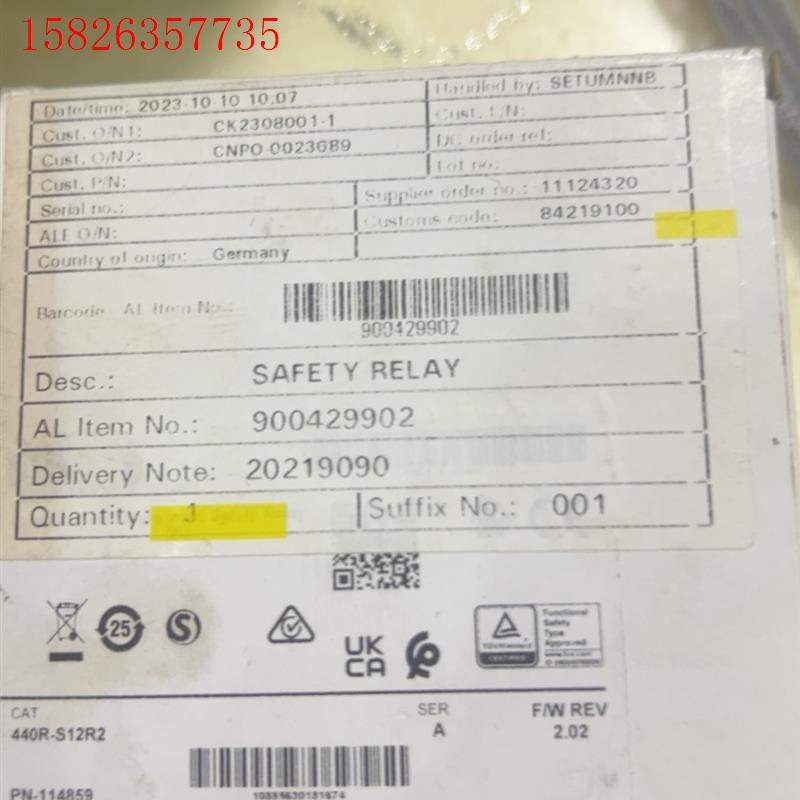 15826357735
Date/time: 2023-10-10 10.07
Handled by: SETUMNNB
Cust. O/N1: CK2308001-1
Cust. I/N:
Cust. O/N2: CNPO-0023689
DC order ref:
Cust. P/N:
Lot no:
Serial no.:
Supplier order no.: 11124320
ALE O/N:
Customs code: 84219100
Country of origin: Germany
Barcode AL Item No.:
900429902
Desc.: SAFETY RELAY
AL Item No.: 900429902
Delivery Note: 20219090
Quantity: 1
Suffix No.: 001
25
S
UK
CA
Functional
Safety
Type
Approved
CAT
440R-S12R2
SER
A
F/W REV
2.02
PN-114859
10885630131674